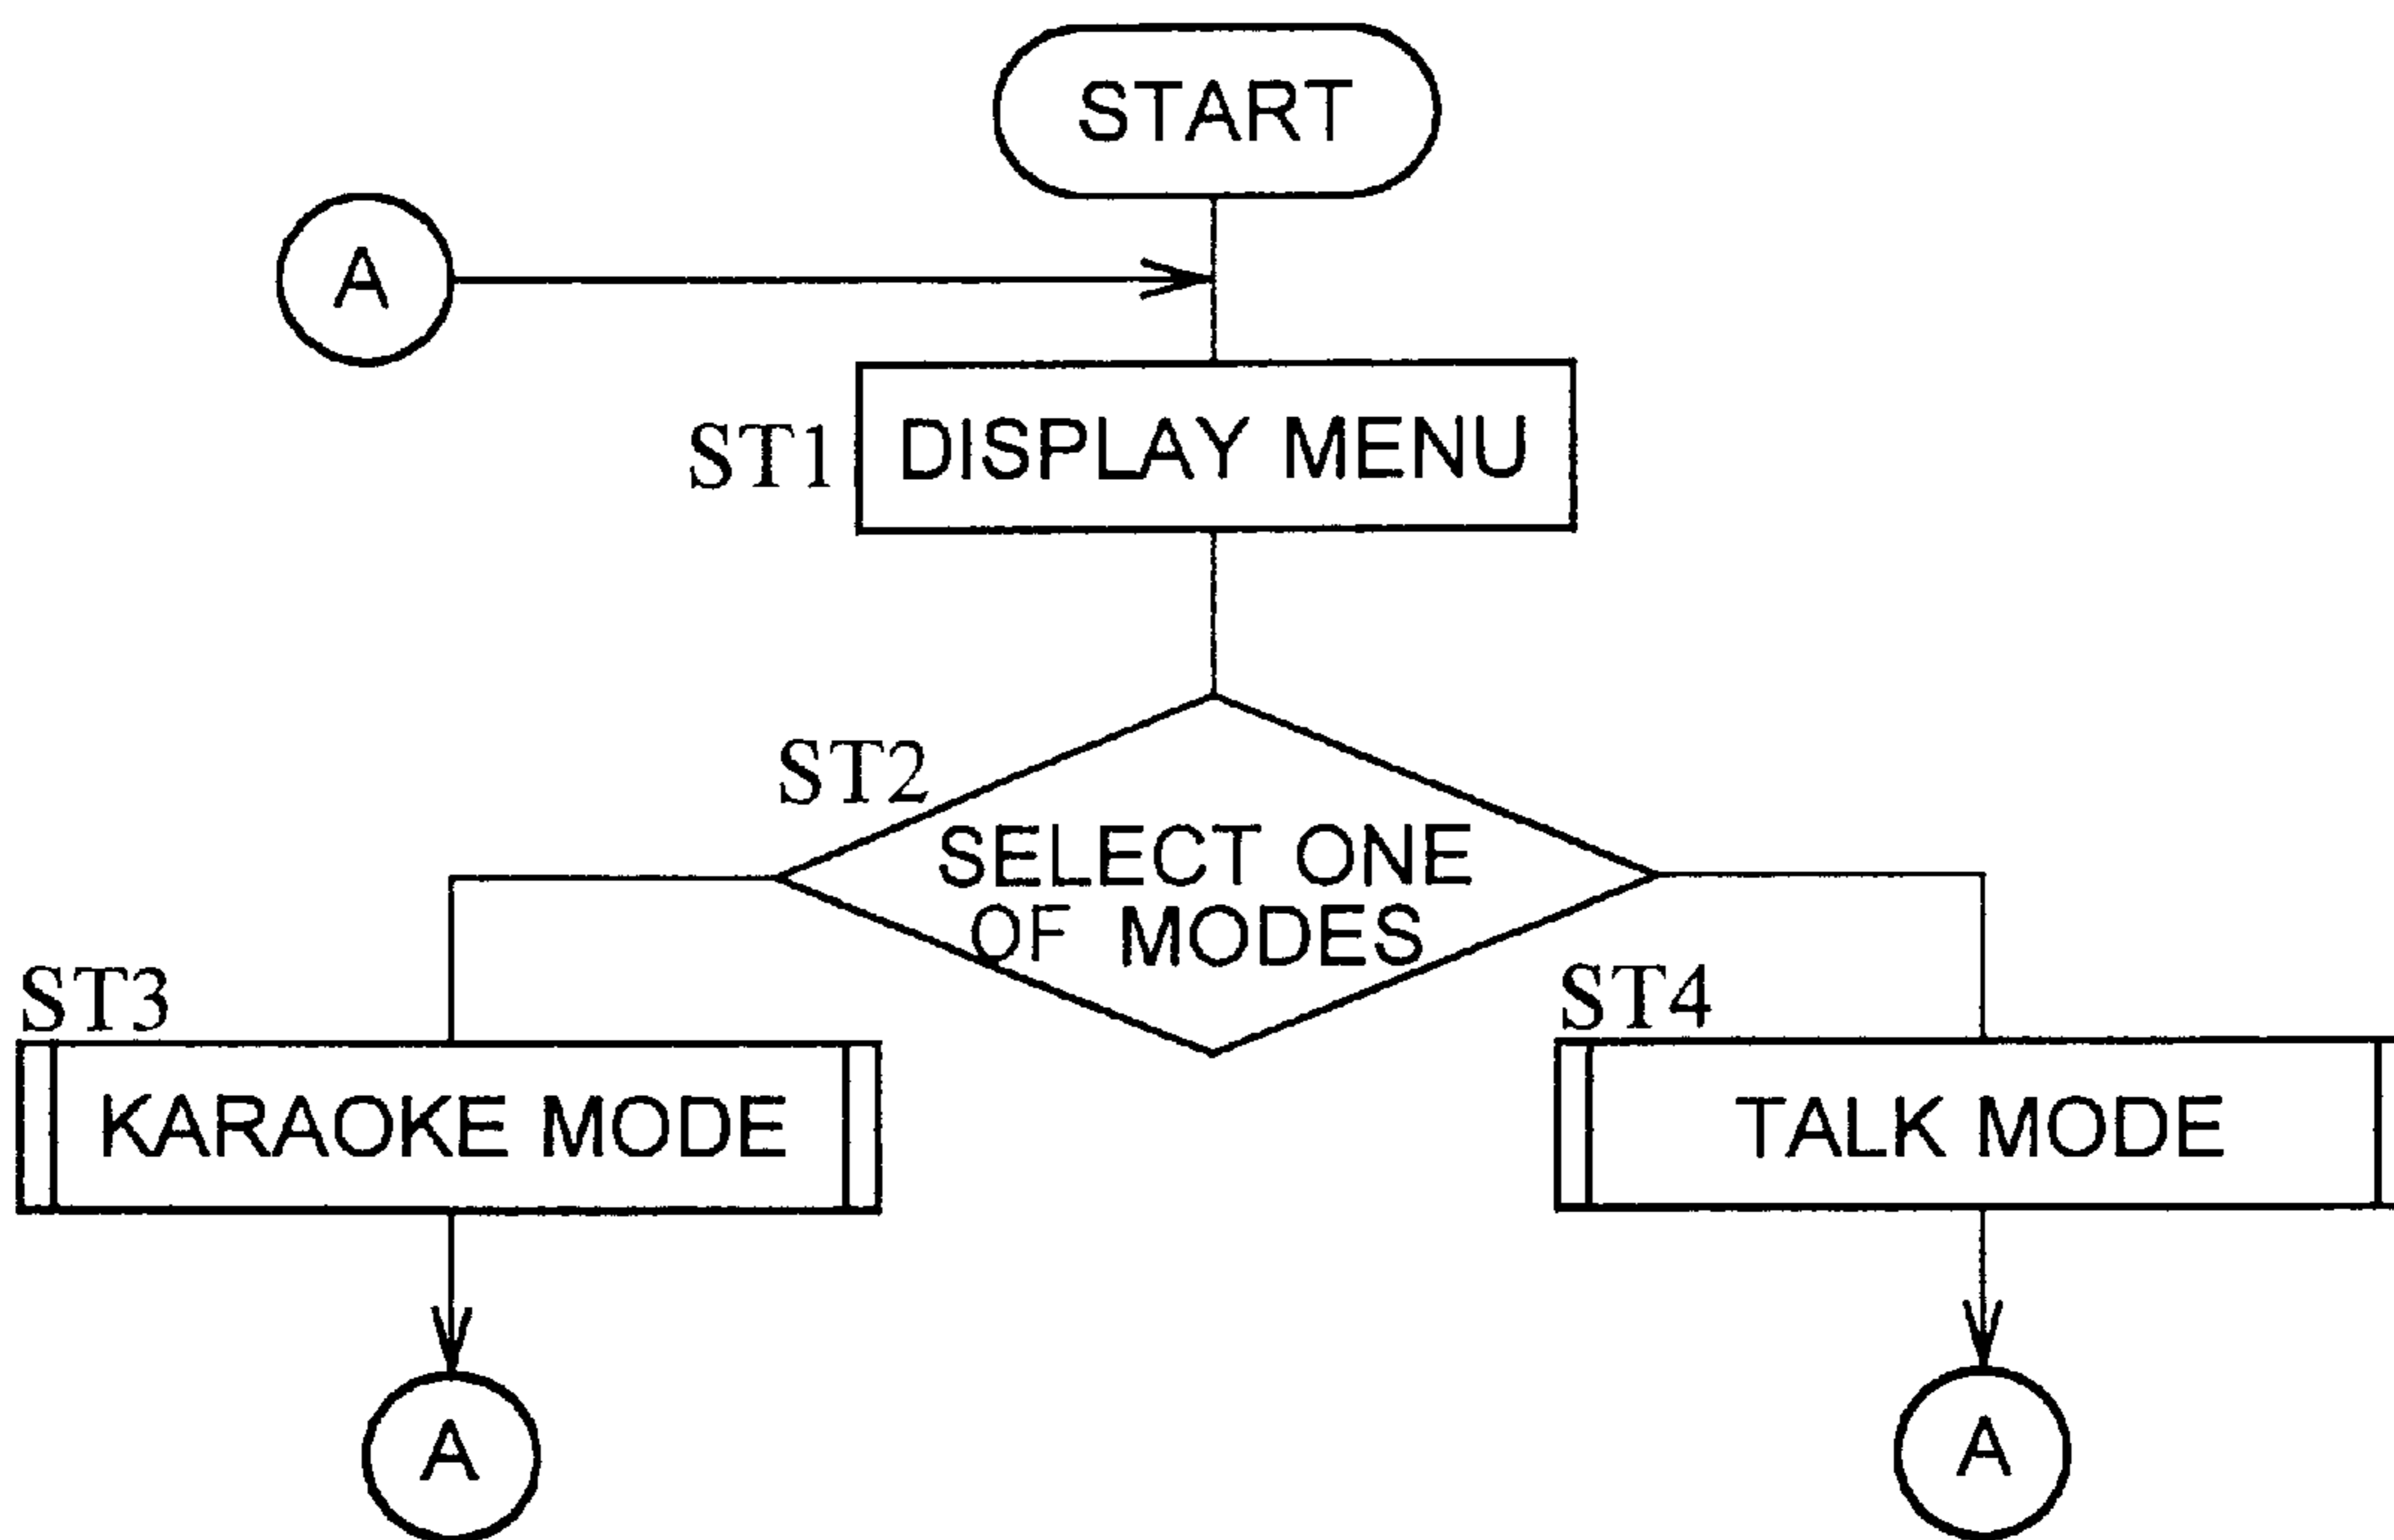 START
A
ST1
DISPLAY MENU
ST2
SELECT ONE
OF MODES
ST3
KARAOKE MODE
ST4
TALK MODE
A
A